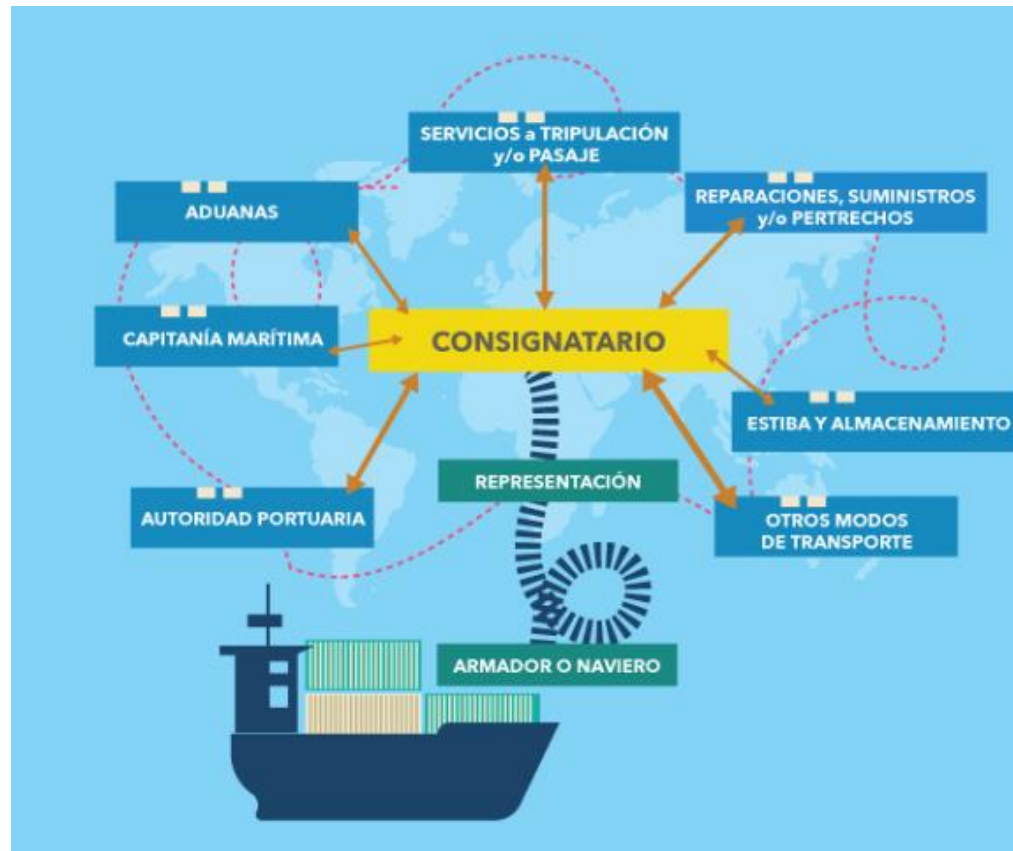 SERVICIOS a TRIPULACIÓN
y/o PASAJE
REPARACIONES, SUMINISTROS
y/o PERTRECHOS
ADUANAS
CAPITANÍA MARÍTIMA
CONSIGNATARIO
ESTIBA Y ALMACENAMIENTO
REPRESENTACIÓN
AUTORIDAD PORTUARIA
OTROS MODOS
DE TRANSPORTE
ARMADOR O NAVIERO